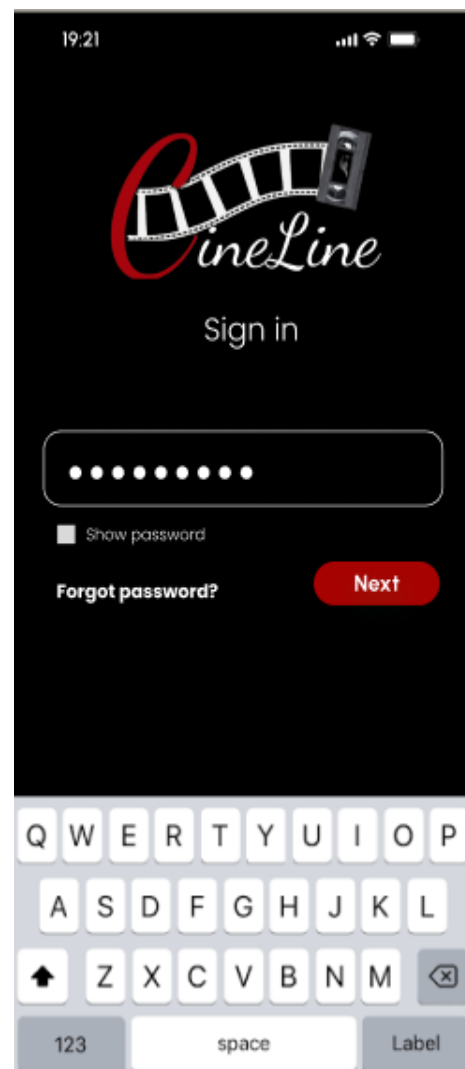 19:21
CineLine
Sign in
●●●●●●●●●
Show password
Forgot password?
Next
Q W E R T Y U I O P
A S D F G H J K L
Z X C V B N M
123 space Label